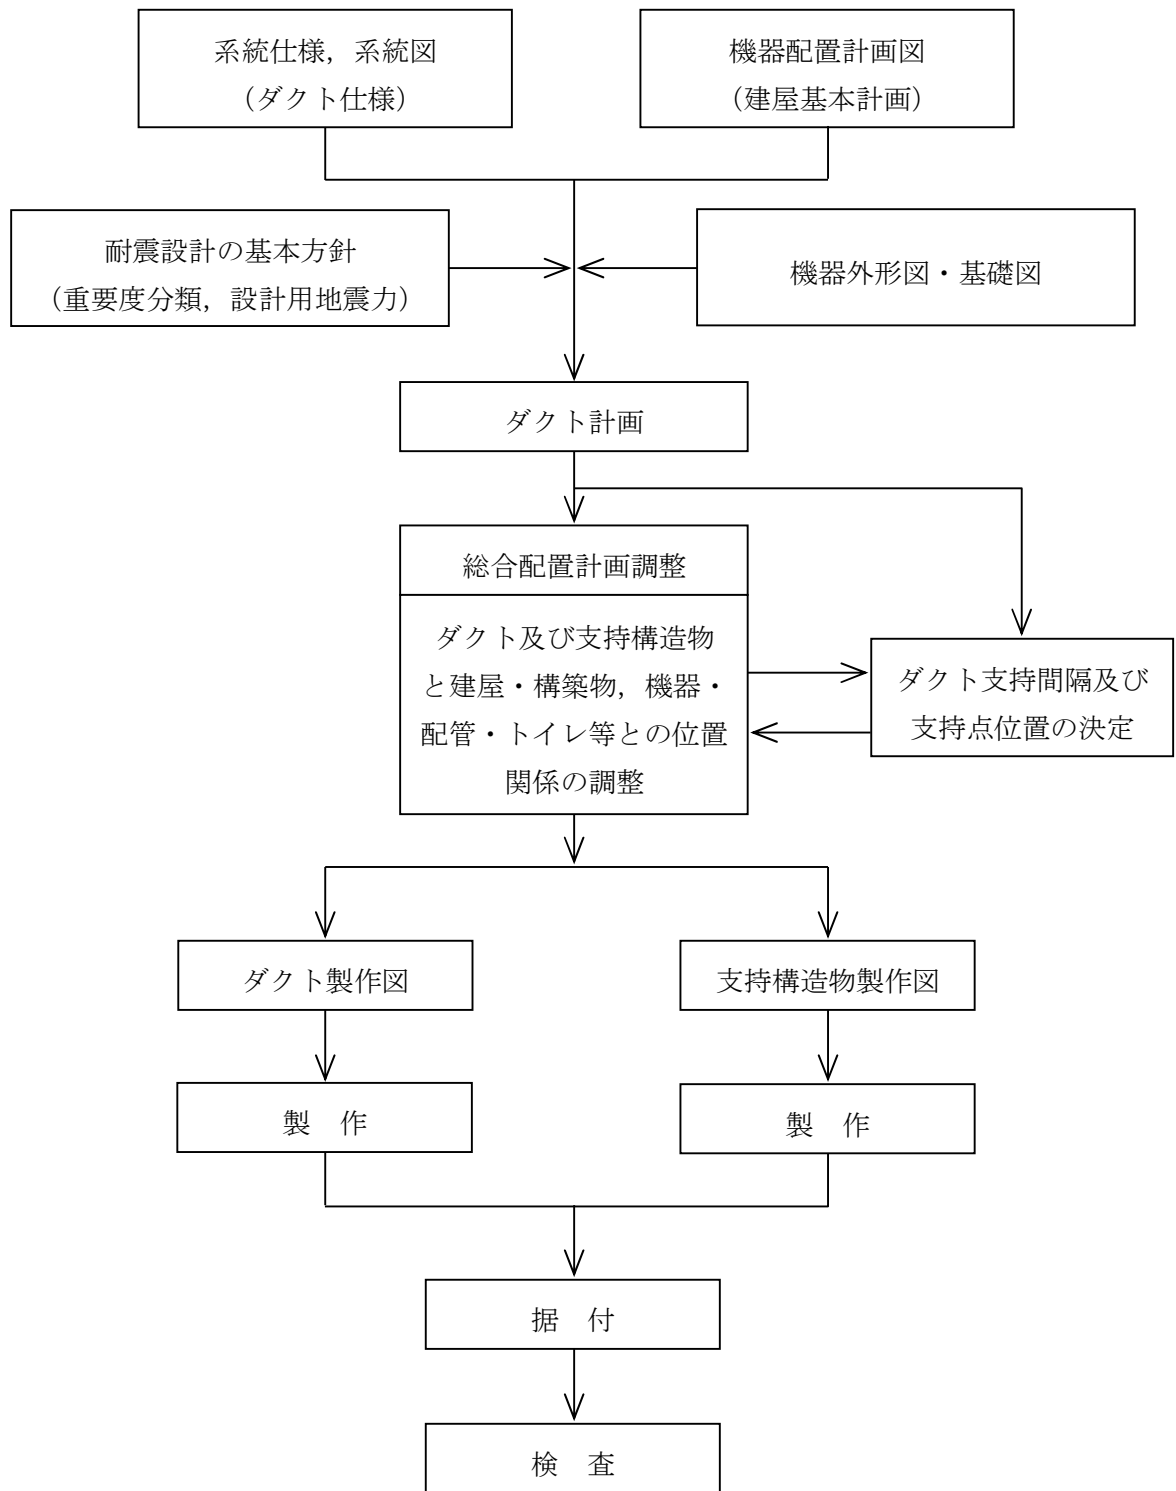 系統仕様，系統図
（ダクト仕様）
機器配置計画図
（建屋基本計画）
耐震設計の基本方針
（重要度分類，設計用地震力）
機器外形図・基礎図
ダクト計画
総合配置計画調整
ダクト及び支持構造物
と建屋・構築物，機器・
配管・トイレ等との位置
関係の調整
ダクト支持間隔及び
支持点位置の決定
ダクト製作図
支持構造物製作図
製　作
製　作
据　付
検　査